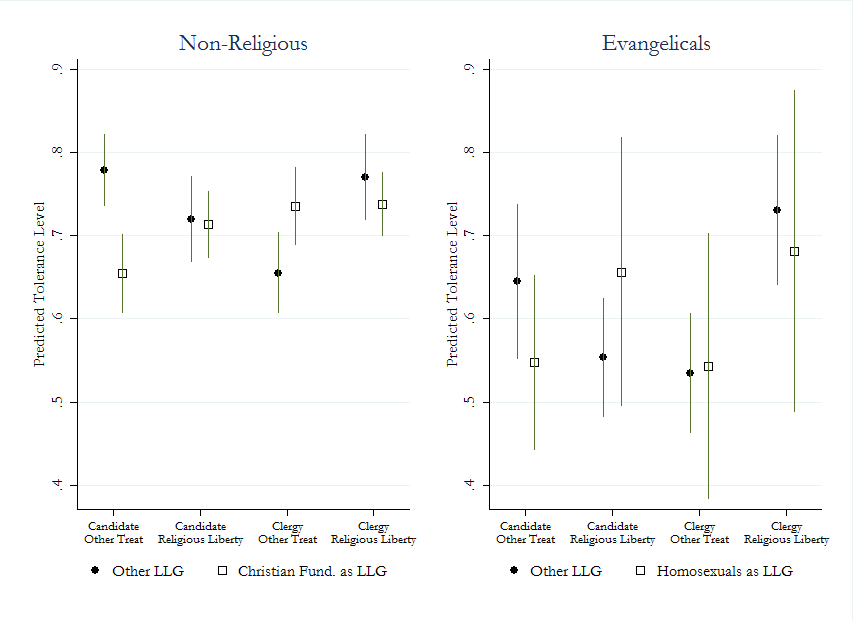 Non-Religious
Evangelicals
Predicted Tolerance Level
.9
.8
.7
.6
.5
.4
Candidate
Other Treat
Candidate
Religious Liberty
Clergy
Other Treat
Clergy
Religious Liberty
Other LLG
Christian Fund. as LLG
Predicted Tolerance Level
.9
.8
.7
.6
.5
.4
Candidate
Other Treat
Candidate
Religious Liberty
Clergy
Other Treat
Clergy
Religious Liberty
Other LLG
Homosexuals as LLG